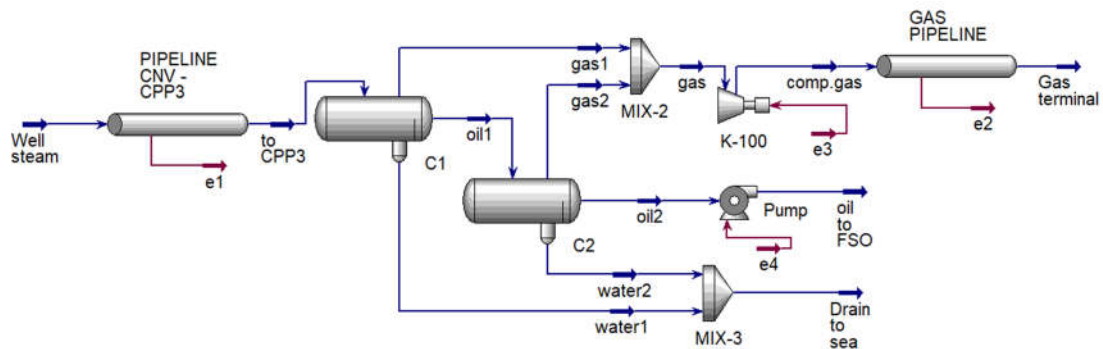 PIPELINE
CNV -
CPP3
Well
steam
e1
to
CPP3
C1
oil1
gas1
gas2
MIX-2
gas
K-100
comp.gas
e3
GAS
PIPELINE
e2
Gas
terminal
C2
oil2
Pump
e4
oil
to
FSO
water2
water1
MIX-3
Drain
to
sea